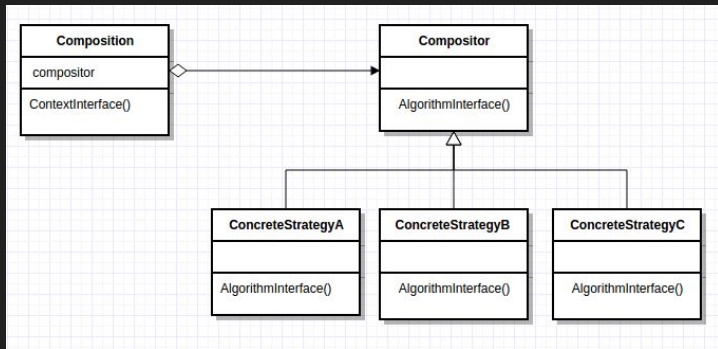 Composition
compositor
ContextInterface()
Compositor
AlgorithmInterface()
ConcreteStrategyA
AlgorithmInterface()
ConcreteStrategyB
AlgorithmInterface()
ConcreteStrategyC
AlgorithmInterface()